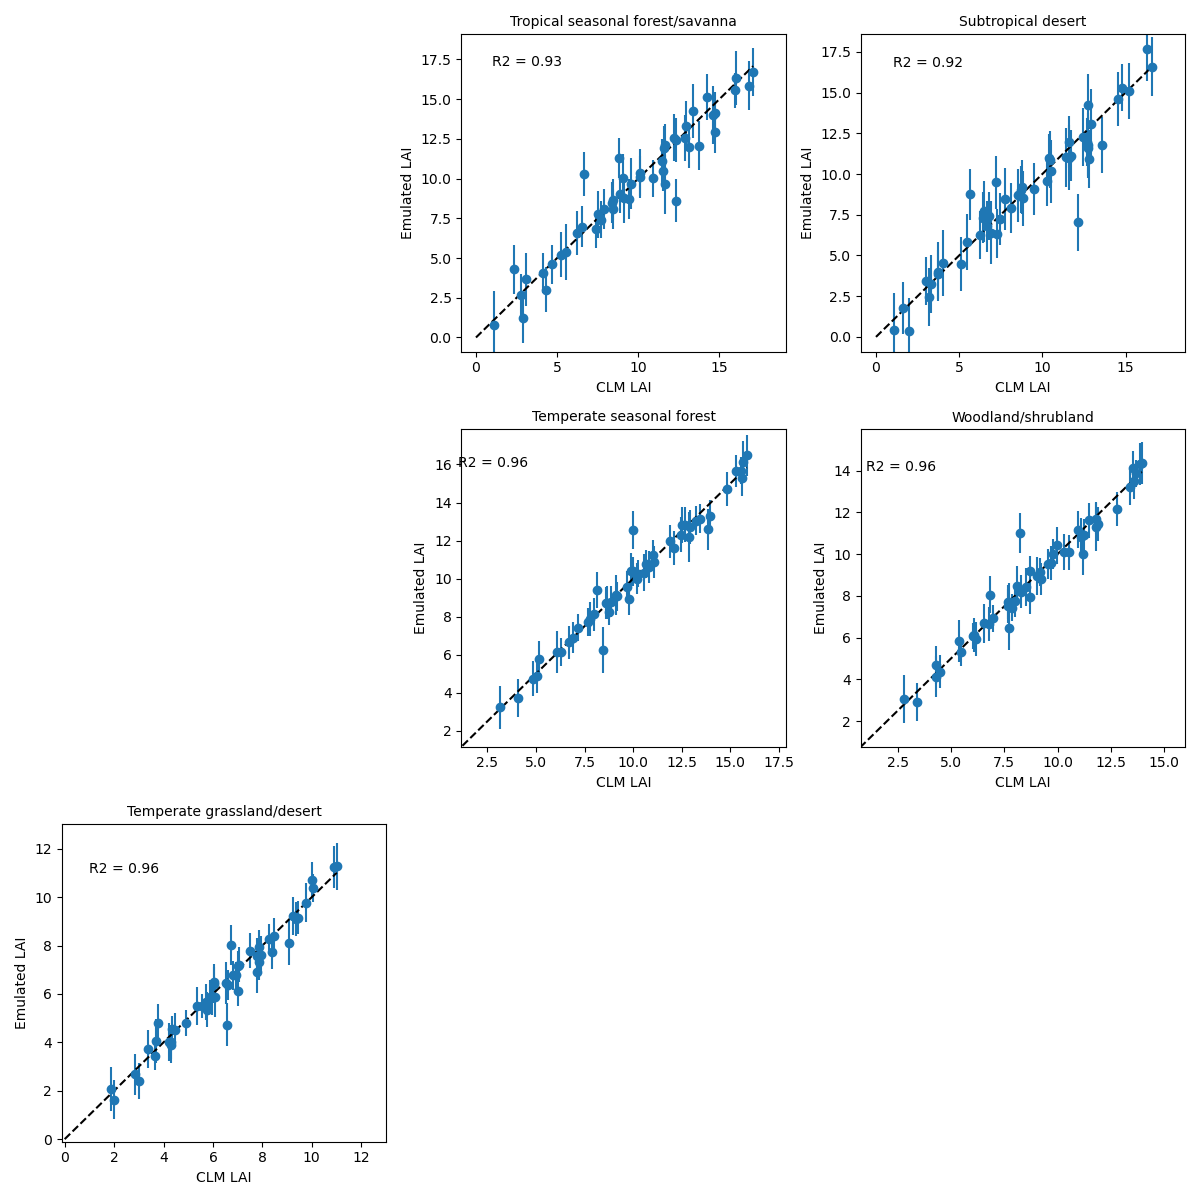 Tropical seasonal forest/savanna
R2 = 0.93
17.5
15.0
12.5
10.0
7.5
5.0
2.5
0.0
Emulated LAI
0 5 10 15
CLM LAI
Subtropical desert
R2 = 0.92
17.5
15.0
12.5
10.0
7.5
5.0
2.5
0.0
Emulated LAI
0 5 10 15
CLM LAI
Temperate seasonal forest
R2 = 0.96
16
14
12
10
8
6
4
2
Emulated LAI
2.5 5.0 7.5 10.0 12.5 15.0 17.5
CLM LAI
Woodland/shrubland
R2 = 0.96
14
12
10
8
6
4
2
Emulated LAI
2.5 5.0 7.5 10.0 12.5 15.0
CLM LAI
Temperate grassland/desert
R2 = 0.96
12
10
8
6
4
2
0
Emulated LAI
0 2 4 6 8 10 12
CLM LAI